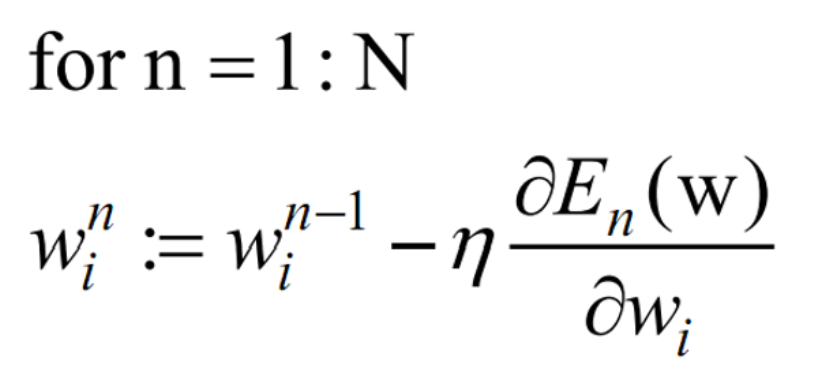 for n = 1 : N
w_i^n := w_i^{n-1} - η ∂E_n(w) / ∂w_i